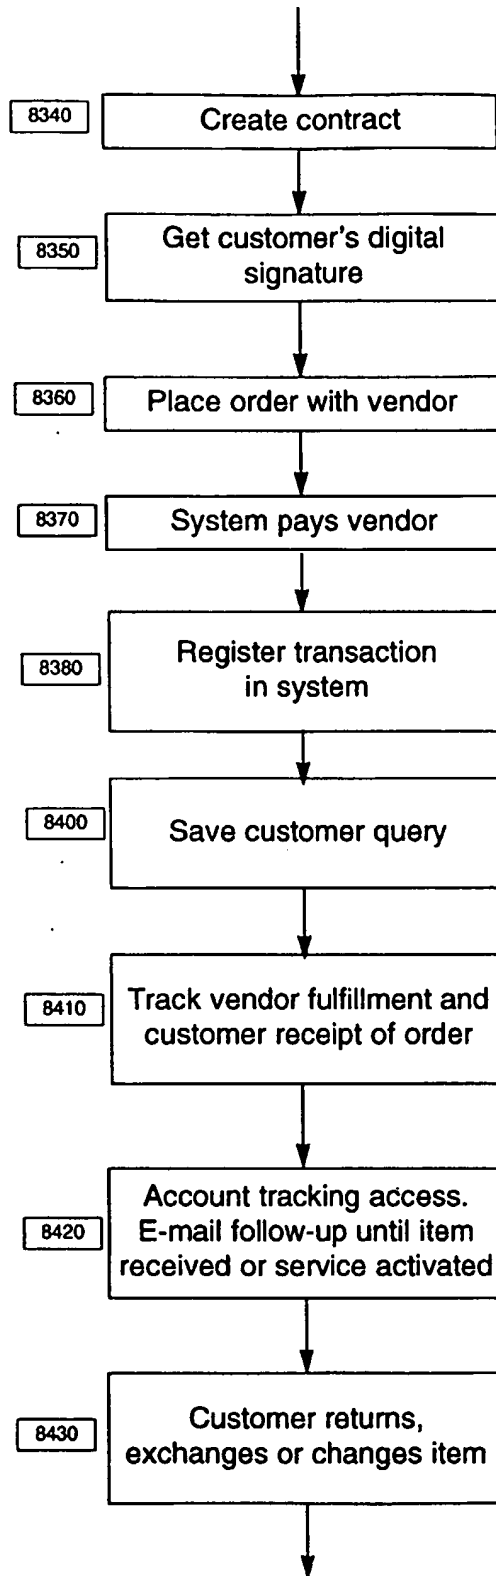 8340
Create contract
8350
Get customer's digital
signature
8360
Place order with vendor
8370
System pays vendor
8380
Register transaction
in system
8400
Save customer query
8410
Track vendor fulfillment and
customer receipt of order
8420
Account tracking access.
E-mail follow-up until item
received or service activated
8430
Customer returns,
exchanges or changes item